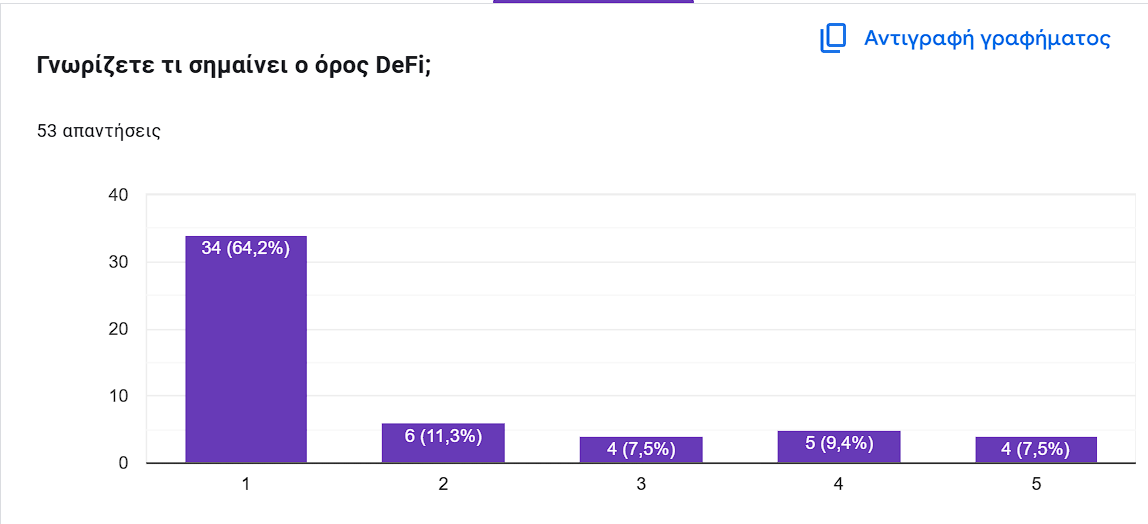 Αντιγραφή γραφήματος
Γνωρίζετε τι σημαίνει ο όρος DeFi;
53 απαντήσεις
40
30
20
10
0
34 (64,2%)
6 (11,3%)
4 (7,5%)
5 (9,4%)
4 (7,5%)
1 2 3 4 5